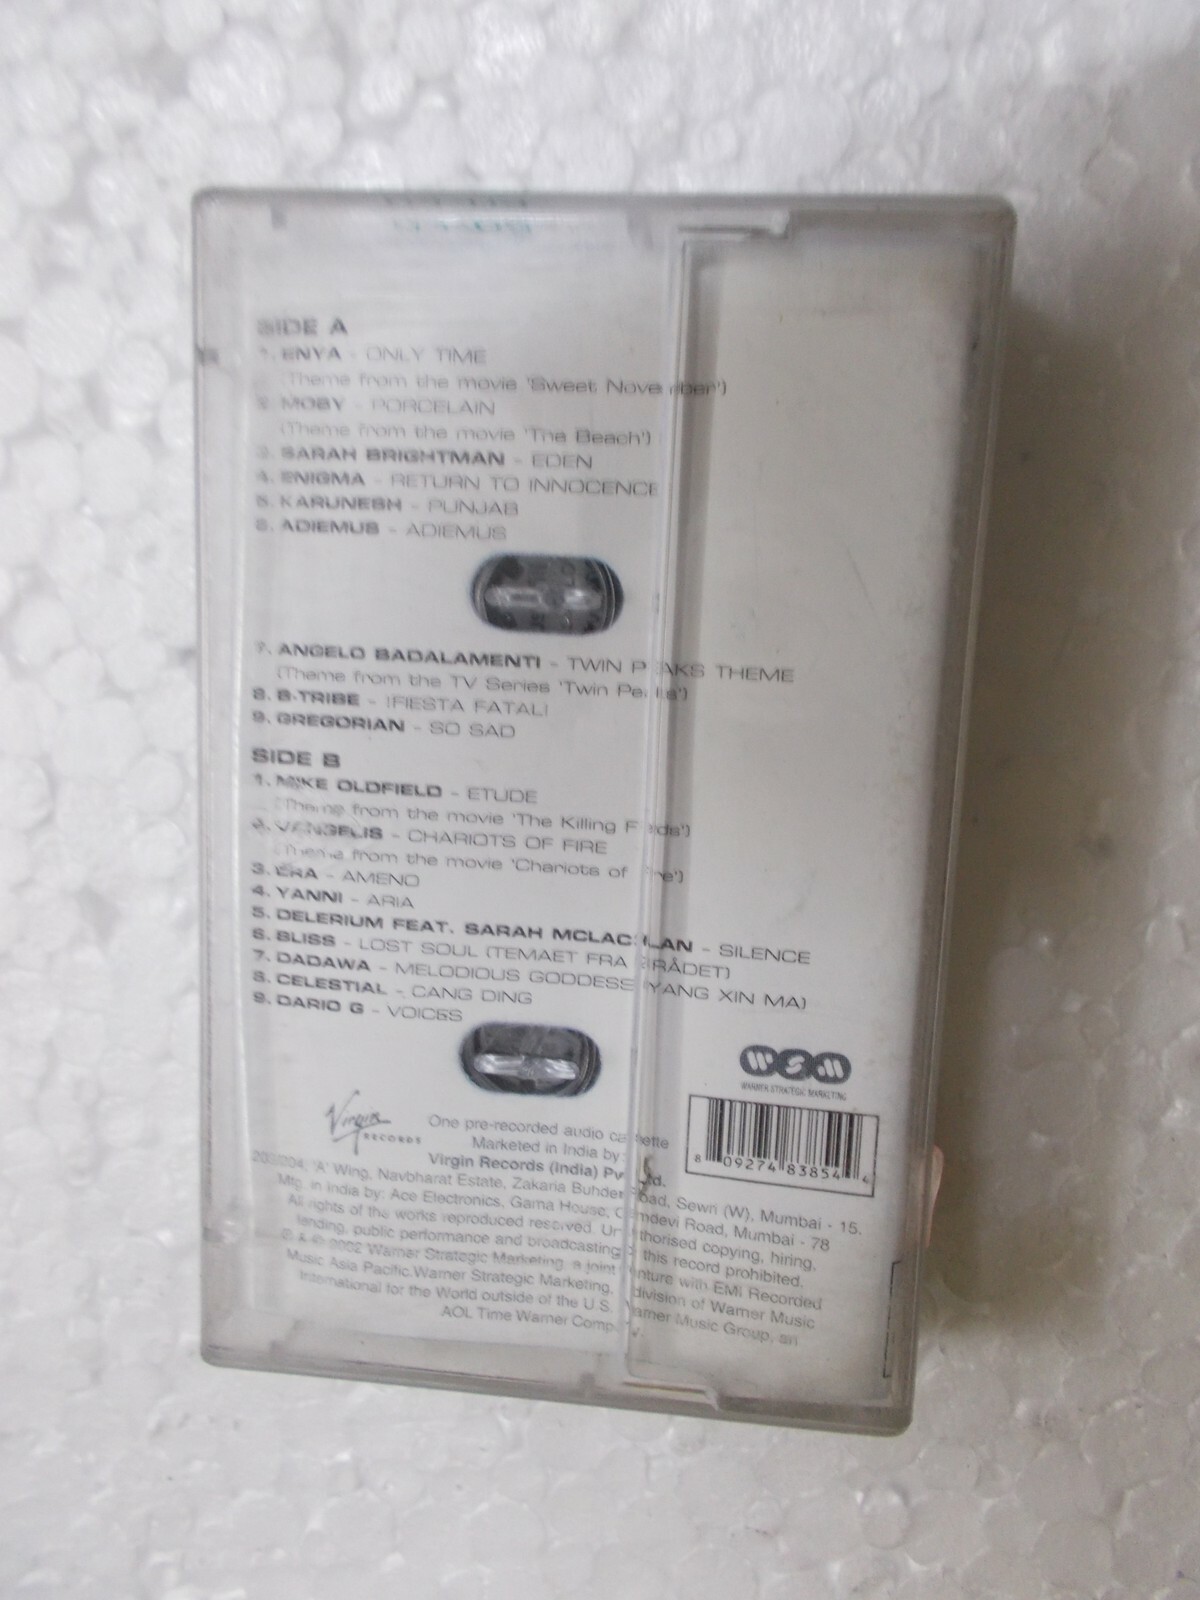 SIDE A
1. ENYA - ONLY TIME
(Theme from the movie 'Sweet November')
2. MOBY - PORCELAIN
(Theme from the movie 'The Beach')
3. SARAH BRIGHTMAN - EDEN
4. ENIGMA - RETURN TO INNOCENCE
5. KARUNESH - PUNJAB
6. ADIEMUS - ADIEMUS
7. ANGELO BADALAMENTI - TWIN PEAKS THEME
(Theme from the TV Series 'Twin Peaks')
8. B-TRIBE - ¡FIESTA FATAL!
9. GREGORIAN - SO SAD
SIDE B
1. MIKE OLDFIELD - ETUDE
(Theme from the movie 'The Killing Fields')
2. VANGELIS - CHARIOTS OF FIRE
(Theme from the movie 'Chariots of Fire')
3. ERA - AMENO
4. YANNI - ARIA
5. DELERIUM FEAT. SARAH MCLACHLAN - SILENCE
6. BLISS - LOST SOUL (TEMAET FRA BRÅDET)
7. DADAWA - MELODIOUS GODDESS (YANG XIN MA)
8. CELESTIAL - CANG DING
9. DARIO G - VOICES
WSM
WARNER STRATEGIC MARKETING
8 09274 83854 4
Virgin
RECORDS
One pre-recorded audio cassette
Marketed in India by:
Virgin Records (India) Pvt. Ltd.
203/204, 'A' Wing, Navbharat Estate, Zakaria Bunder Road, Sewri (W), Mumbai - 15.
Mfg. in India by: Ace Electronics, Gama House, Gamdevi Road, Mumbai - 78
All rights of the works reproduced reserved. Unauthorised copying, hiring,
lending, public performance and broadcasting of this record prohibited.
℗ & © 2002 Warner Strategic Marketing, a joint venture with EMI Recorded
Music Asia Pacific. Warner Strategic Marketing, division of Warner Music
International for the World outside of the U.S. Warner Music Group, an
AOL Time Warner Company.